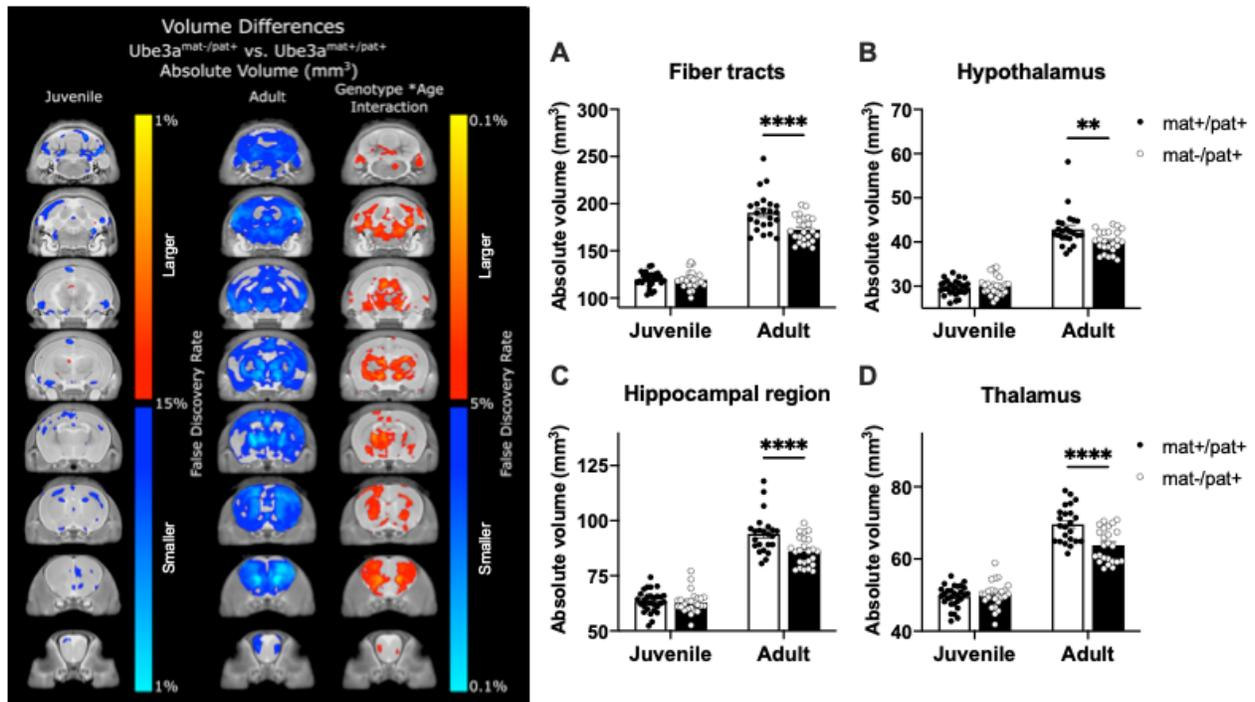 Volume Differences
Ube3a^mat-/pat+ vs. Ube3a^mat+/pat+
Absolute Volume (mm³)
Juvenile
Adult
Genotype *Age
Interaction
1%
Larger
15%
False Discovery Rate
Smaller
1%
0.1%
Larger
5%
False Discovery Rate
Smaller
0.1%
A
Fiber tracts
Absolute volume (mm³)
300
250
200
150
100
****
Juvenile
Adult
B
Hypothalamus
Absolute volume (mm³)
70
60
50
40
30
**
Juvenile
Adult
mat+/pat+
mat-/pat+
C
Hippocampal region
Absolute volume (mm³)
125
100
75
50
****
Juvenile
Adult
D
Thalamus
Absolute volume (mm³)
80
60
40
****
Juvenile
Adult
mat+/pat+
mat-/pat+